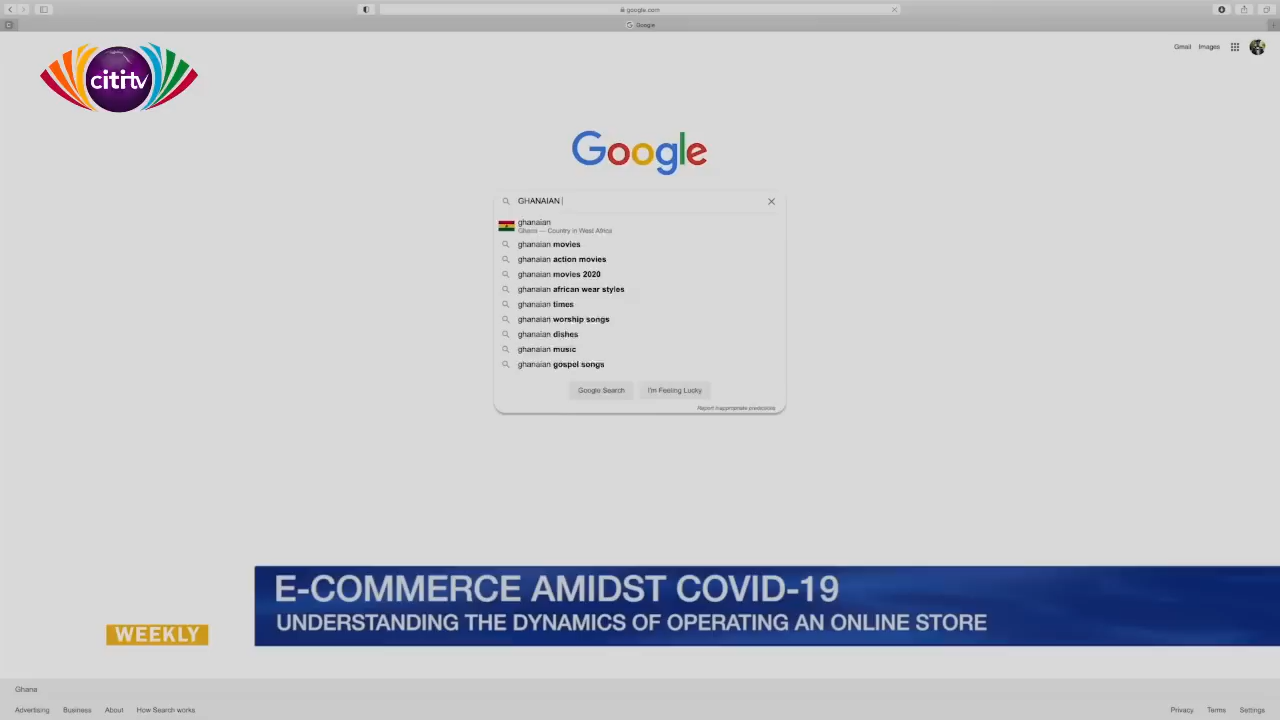 google.com
Google
Gmail Images
cititv
Google
GHANAIAN
ghanaian
Ghana — Country in West Africa
ghanaian movies
ghanaian action movies
ghanaian movies 2020
ghanaian african wear styles
ghanaian times
ghanaian worship songs
ghanaian dishes
ghanaian music
ghanaian gospel songs
Google Search I'm Feeling Lucky
Report inappropriate predictions
E-COMMERCE AMIDST COVID-19
UNDERSTANDING THE DYNAMICS OF OPERATING AN ONLINE STORE
WEEKLY
Ghana
Advertising Business About How Search works Privacy Terms Settings